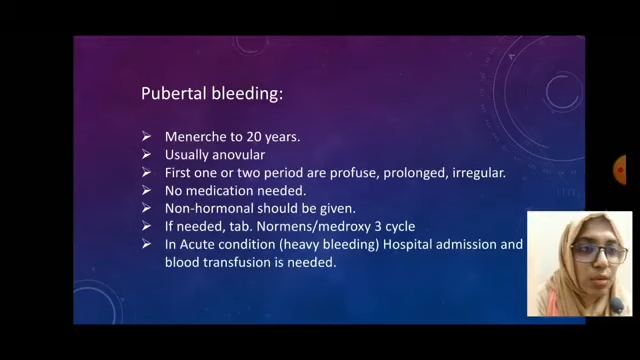 Pubertal bleeding:
Menerche to 20 years.
Usually anovular
First one or two period are profuse, prolonged, irregular.
No medication needed.
Non-hormonal should be given.
If needed, tab. Normens/medroxy 3 cycle
In Acute condition (heavy bleeding) Hospital admission and
blood transfusion is needed.